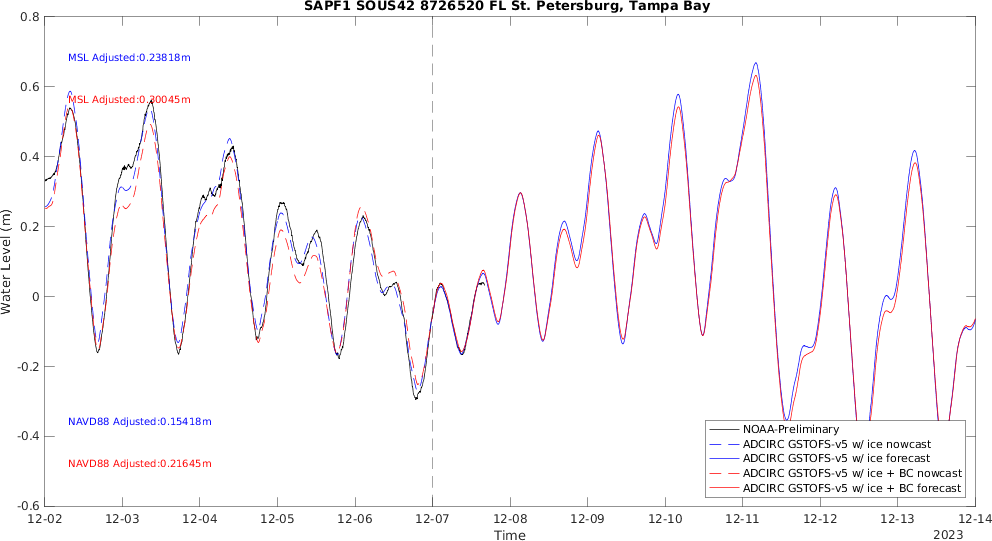 SAPF1 SOUS42 8726520 FL St. Petersburg, Tampa Bay
0.8
0.6
0.4
0.2
0
-0.2
-0.4
-0.6
Water Level (m)
MSL Adjusted:0.23818m
MSL Adjusted:0.30045m
NAVD88 Adjusted:0.15418m
NAVD88 Adjusted:0.21645m
NOAA-Preliminary
ADCIRC GSTOFS-v5 w/ ice nowcast
ADCIRC GSTOFS-v5 w/ ice forecast
ADCIRC GSTOFS-v5 w/ ice + BC nowcast
ADCIRC GSTOFS-v5 w/ ice + BC forecast
12-02 12-03 12-04 12-05 12-06 12-07 12-08 12-09 12-10 12-11 12-12 12-13 12-14
Time
2023